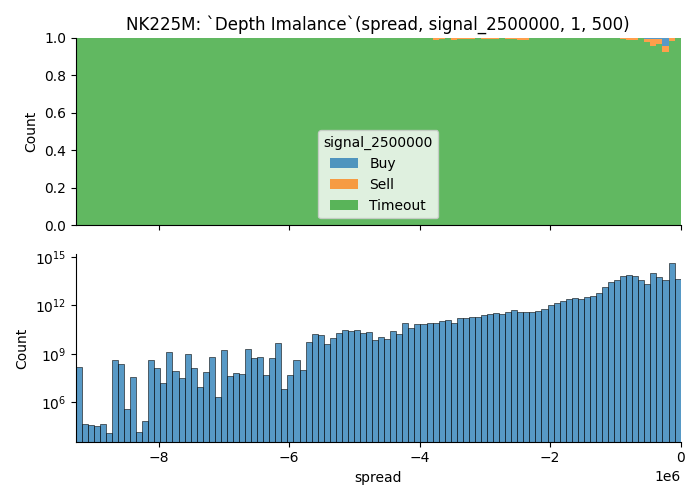 NK225M: `Depth Imalance`(spread, signal_2500000, 1, 500)
1.0
0.8
0.6
0.4
0.2
0.0
Count
signal_2500000
Buy
Sell
Timeout
10^15
10^12
10^9
10^6
Count
−8
−6
−4
−2
0
1e6
spread